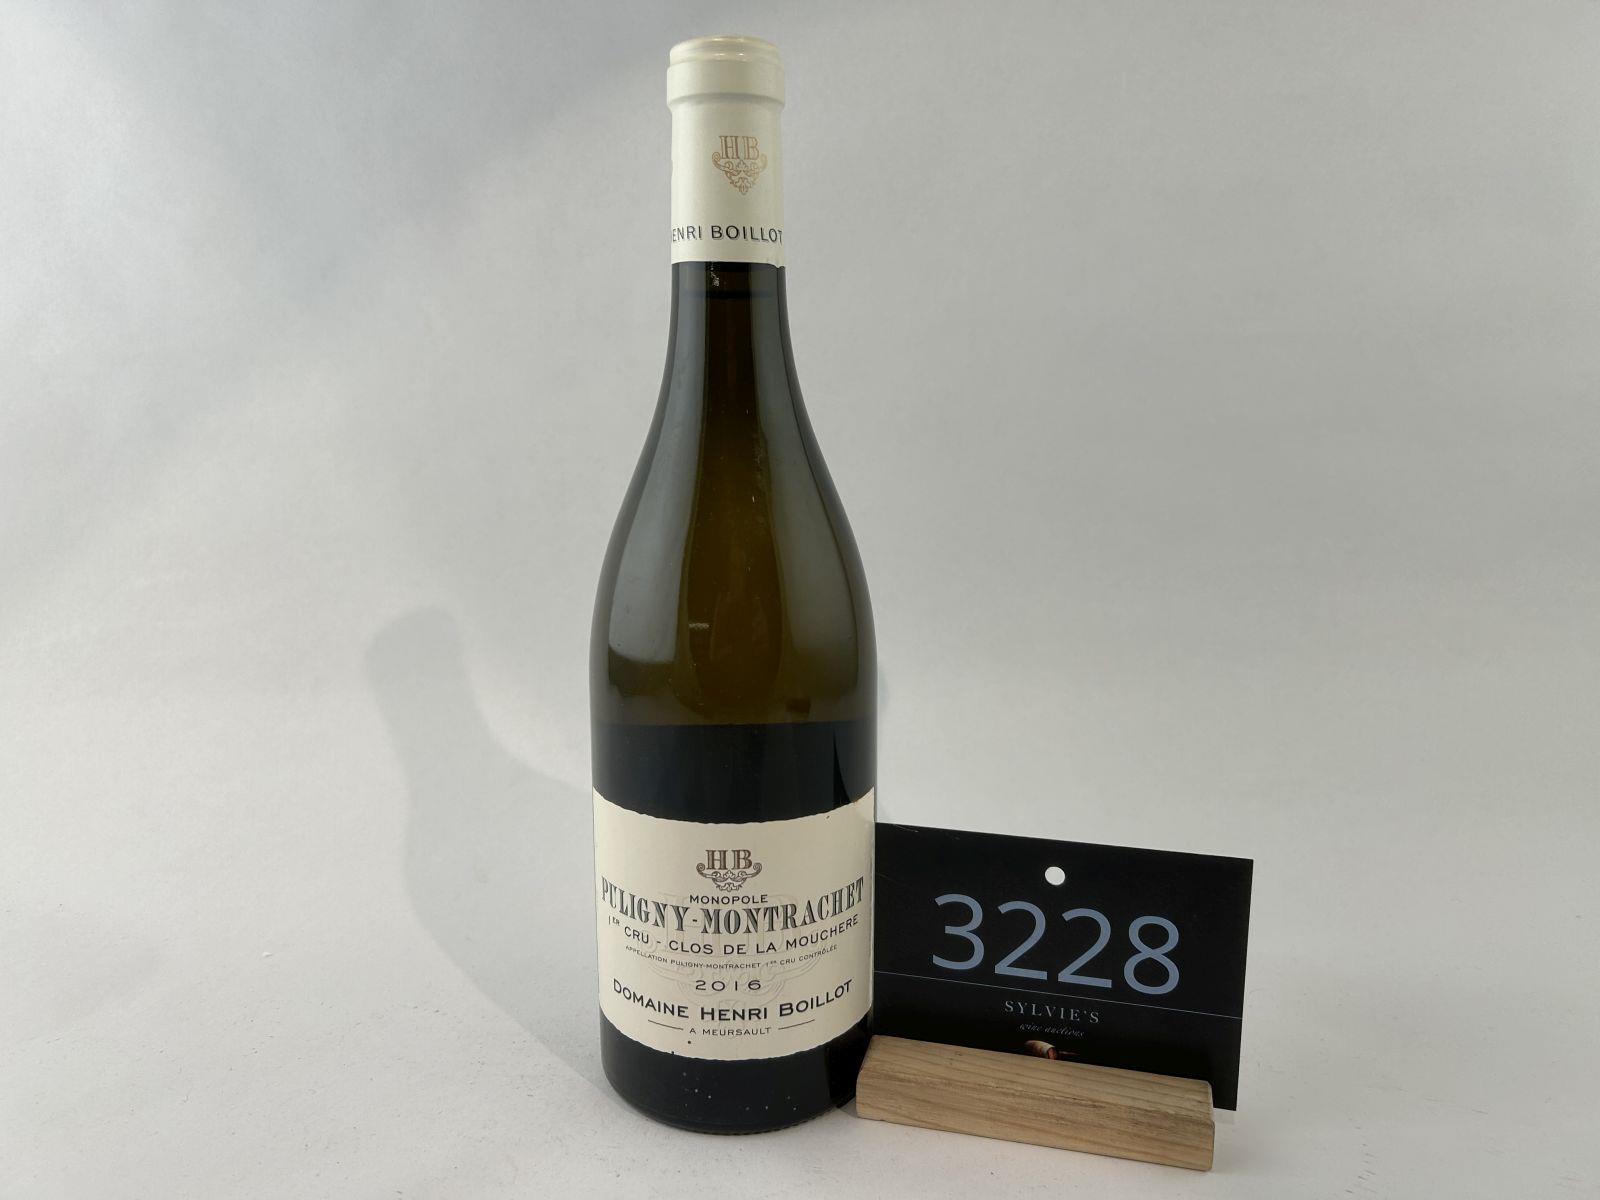 HB
ENRI BOILLOT
HB
MONOPOLE
PULIGNY-MONTRACHET
1ER CRU - CLOS DE LA MOUCHERE
APPELLATION PULIGNY-MONTRACHET 1ER CRU CONTRÔLÉE
2016
DOMAINE HENRI BOILLOT
A MEURSAULT
3228
SYLVIE'S
wine auctions